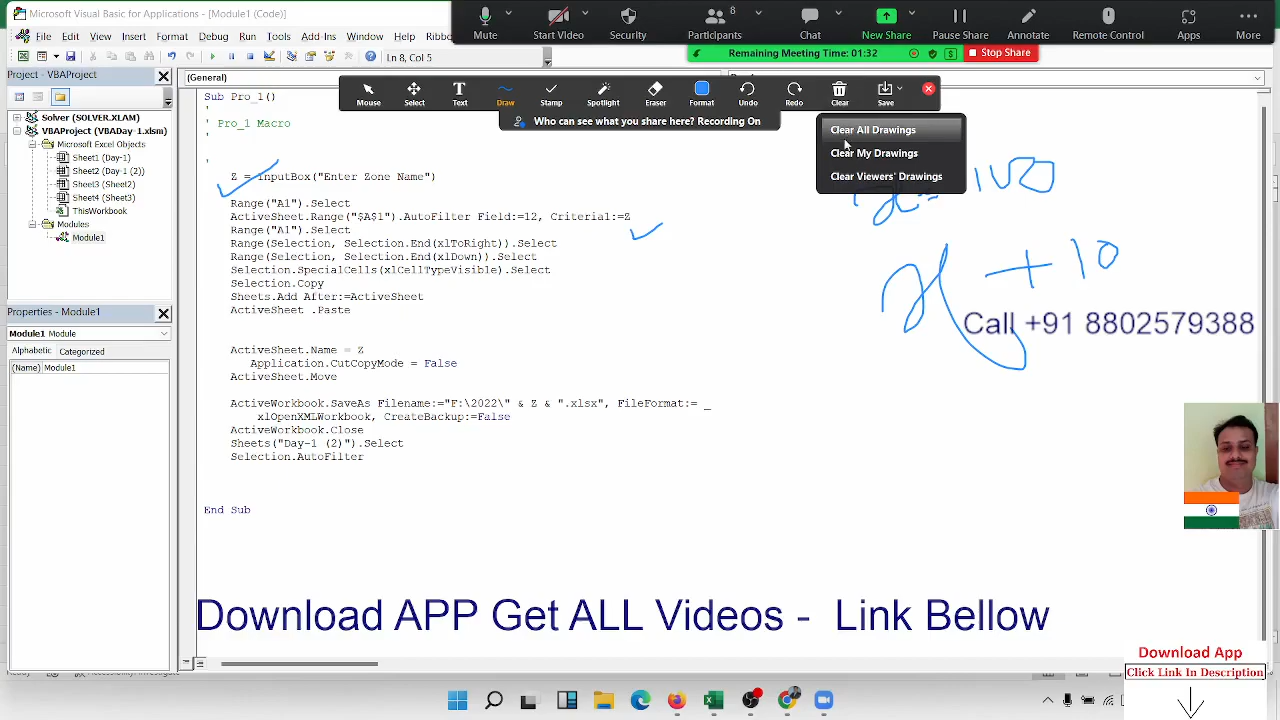 Microsoft Visual Basic for Applications - [Module1 (Code)]
File Edit View Insert Format Debug Run Tools Add-Ins Window Help Ribb
Mute Start Video Security Participants 8 Chat New Share Pause Share Annotate Remote Control Apps More
Remaining Meeting Time: 01:32 Stop Share
Ln 8, Col 5
Project - VBAProject
(General)
Mouse Select Text Draw Stamp Spotlight Eraser Format Undo Redo Clear Save
Who can see what you share here? Recording On
Clear All Drawings
Clear My Drawings
Clear Viewers' Drawings
Solver (SOLVER.XLAM)
VBAProject (VBADay-1.xlsm)
Microsoft Excel Objects
Sheet1 (Day-1)
Sheet2 (Day-1 (2))
Sheet3 (Sheet2)
Sheet4 (Sheet3)
ThisWorkbook
Modules
Module1
Properties - Module1
Module1 Module
Alphabetic Categorized
(Name) Module1
Sub Pro_1()
'
' Pro_1 Macro
'
'
Z = InputBox("Enter Zone Name")
Range("A1").Select
ActiveSheet.Range("$A$1").AutoFilter Field:=12, Criteria1:=Z
Range("A1").Select
Range(Selection, Selection.End(xlToRight)).Select
Range(Selection, Selection.End(xlDown)).Select
Selection.SpecialCells(xlCellTypeVisible).Select
Selection.Copy
Sheets.Add After:=ActiveSheet
ActiveSheet .Paste
ActiveSheet.Name = Z
Application.CutCopyMode = False
ActiveSheet.Move
ActiveWorkbook.SaveAs Filename:="F:\2022\" & Z & ".xlsx", FileFormat:= _
xlOpenXMLWorkbook, CreateBackup:=False
ActiveWorkbook.Close
Sheets("Day-1 (2)").Select
Selection.AutoFilter
End Sub
x = 100
x + 10
Call +91 8802579388
Download APP Get ALL Videos - Link Bellow
Download App
Click Link In Description